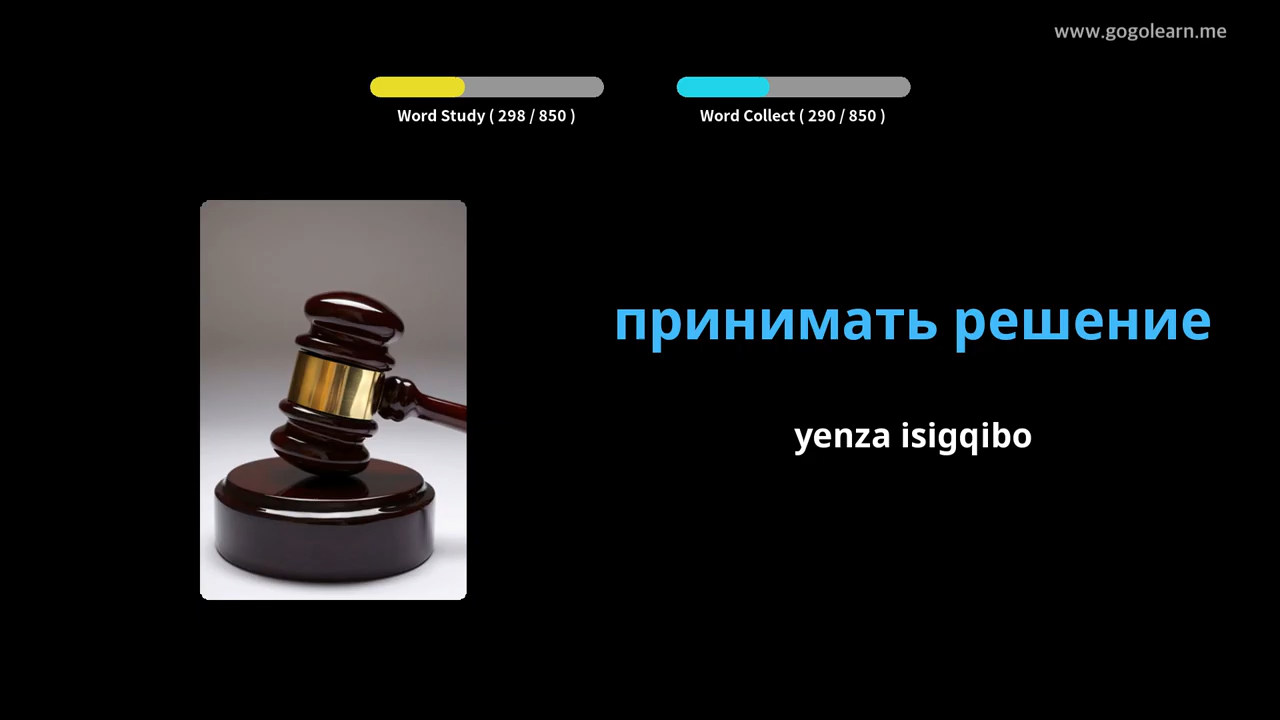 www.gogolearn.me
Word Study ( 298 / 850 )
Word Collect ( 290 / 850 )
принимать решение
yenza isigqibo